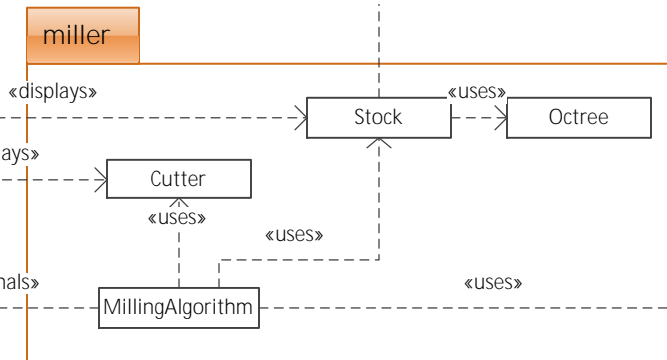 miller
«displays»
«uses»
Stock
Octree
ays»
Cutter
«uses»
«uses»
nals»
«uses»
MillingAlgorithm